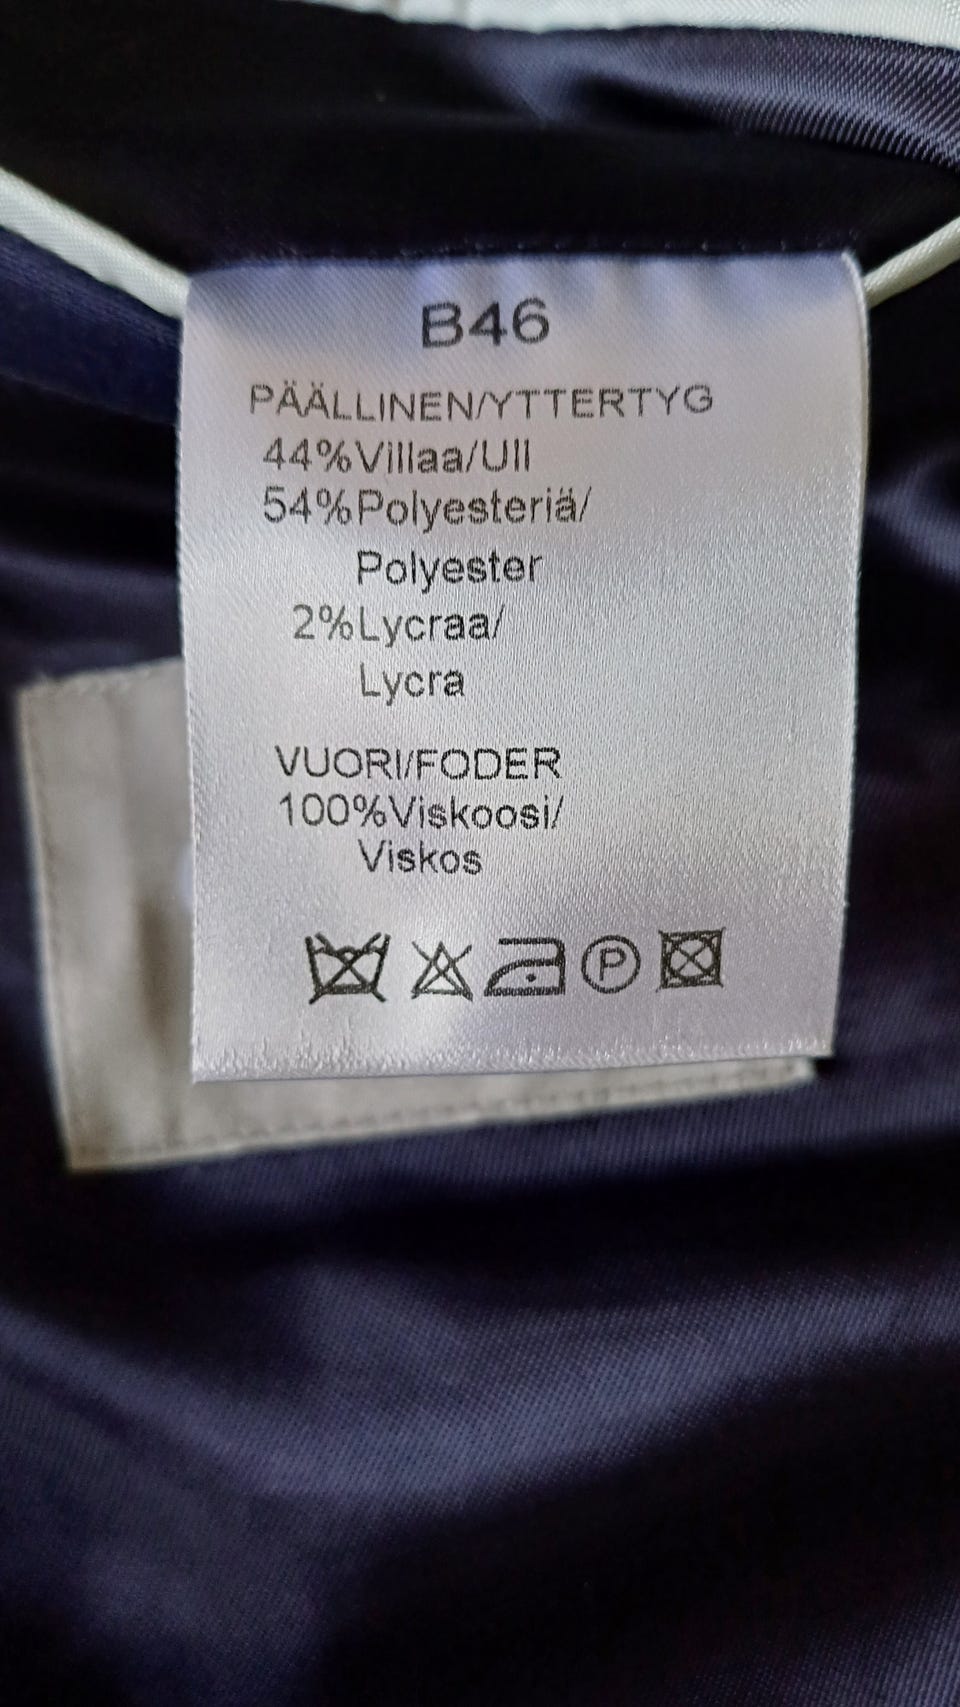 B46
PÄÄLLINEN/YTTERTYG
44%Villaa/Ull
54%Polyesteriä/
Polyester
2%Lycraa/
Lycra
VUORI/FODER
100%Viskoosi/
Viskos
P